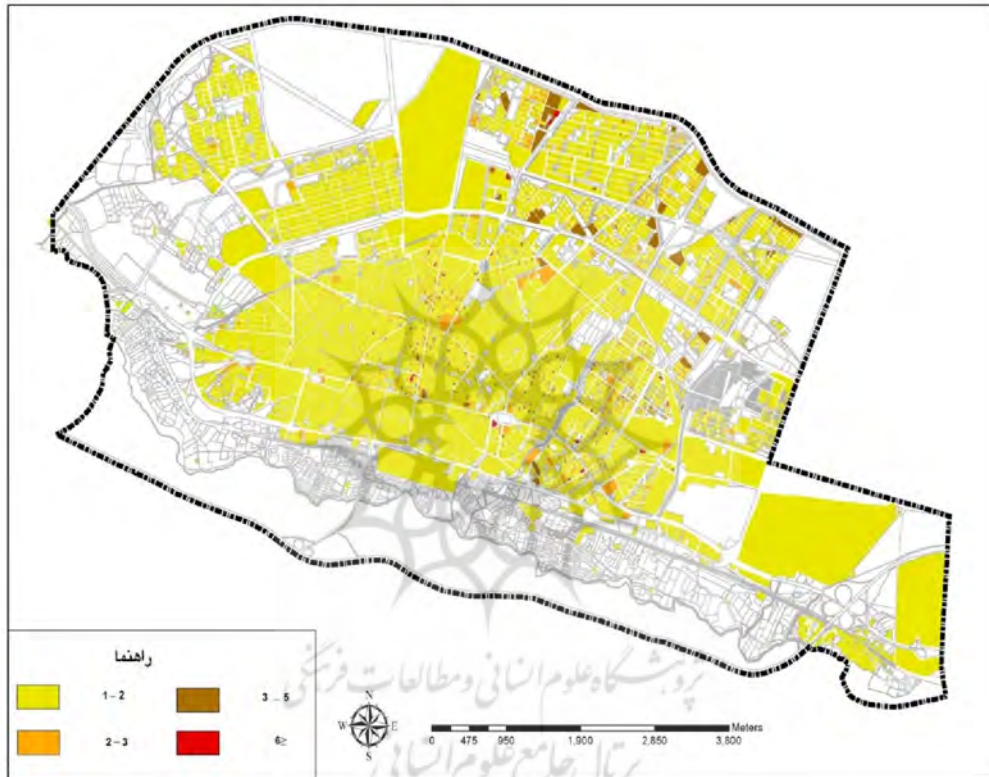 راهنما
1-2
3-5
2-3
6≥
N
W E
S
Meters
0 475 950 1,900 2,850 3,800
پژوهشگاه علوم انسانی و مطالعات فرهنگی
پرتال جامع علوم انسانی